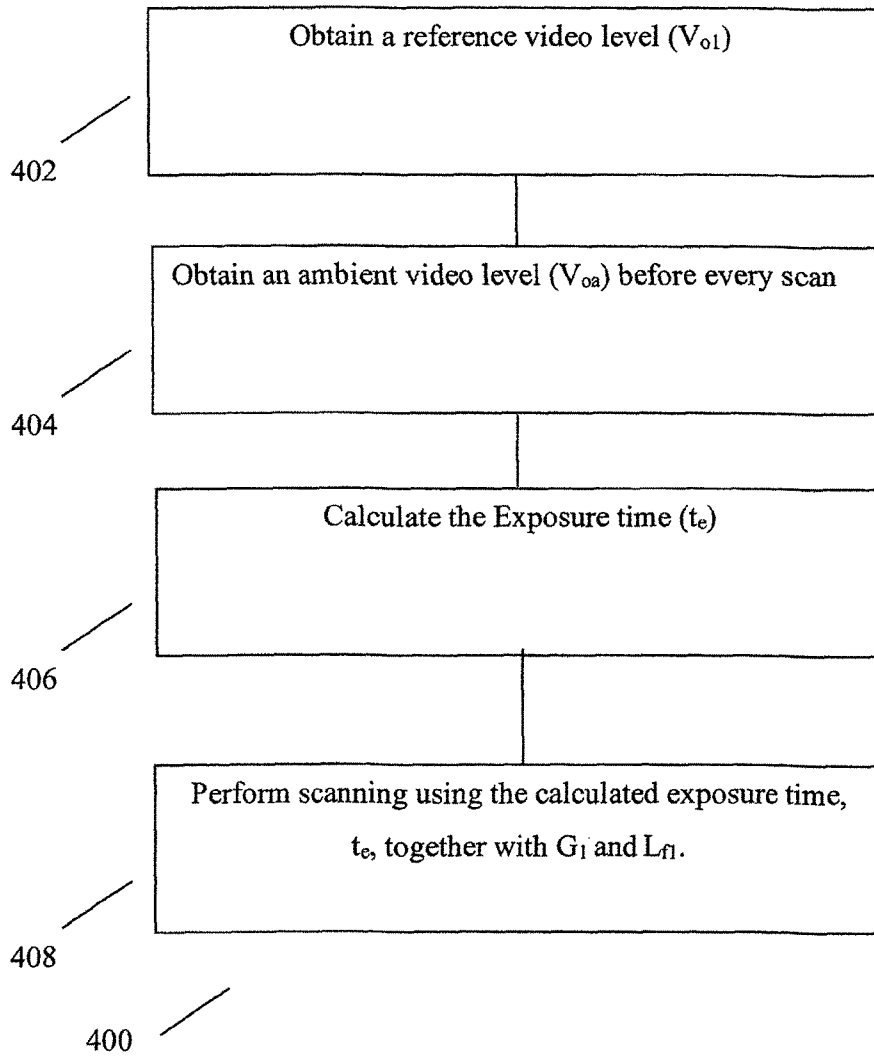 Obtain a reference video level (Vo1)
402
Obtain an ambient video level (Voa) before every scan
404
Calculate the Exposure time (te)
406
Perform scanning using the calculated exposure time,
te, together with G1 and Lf1.
408
400